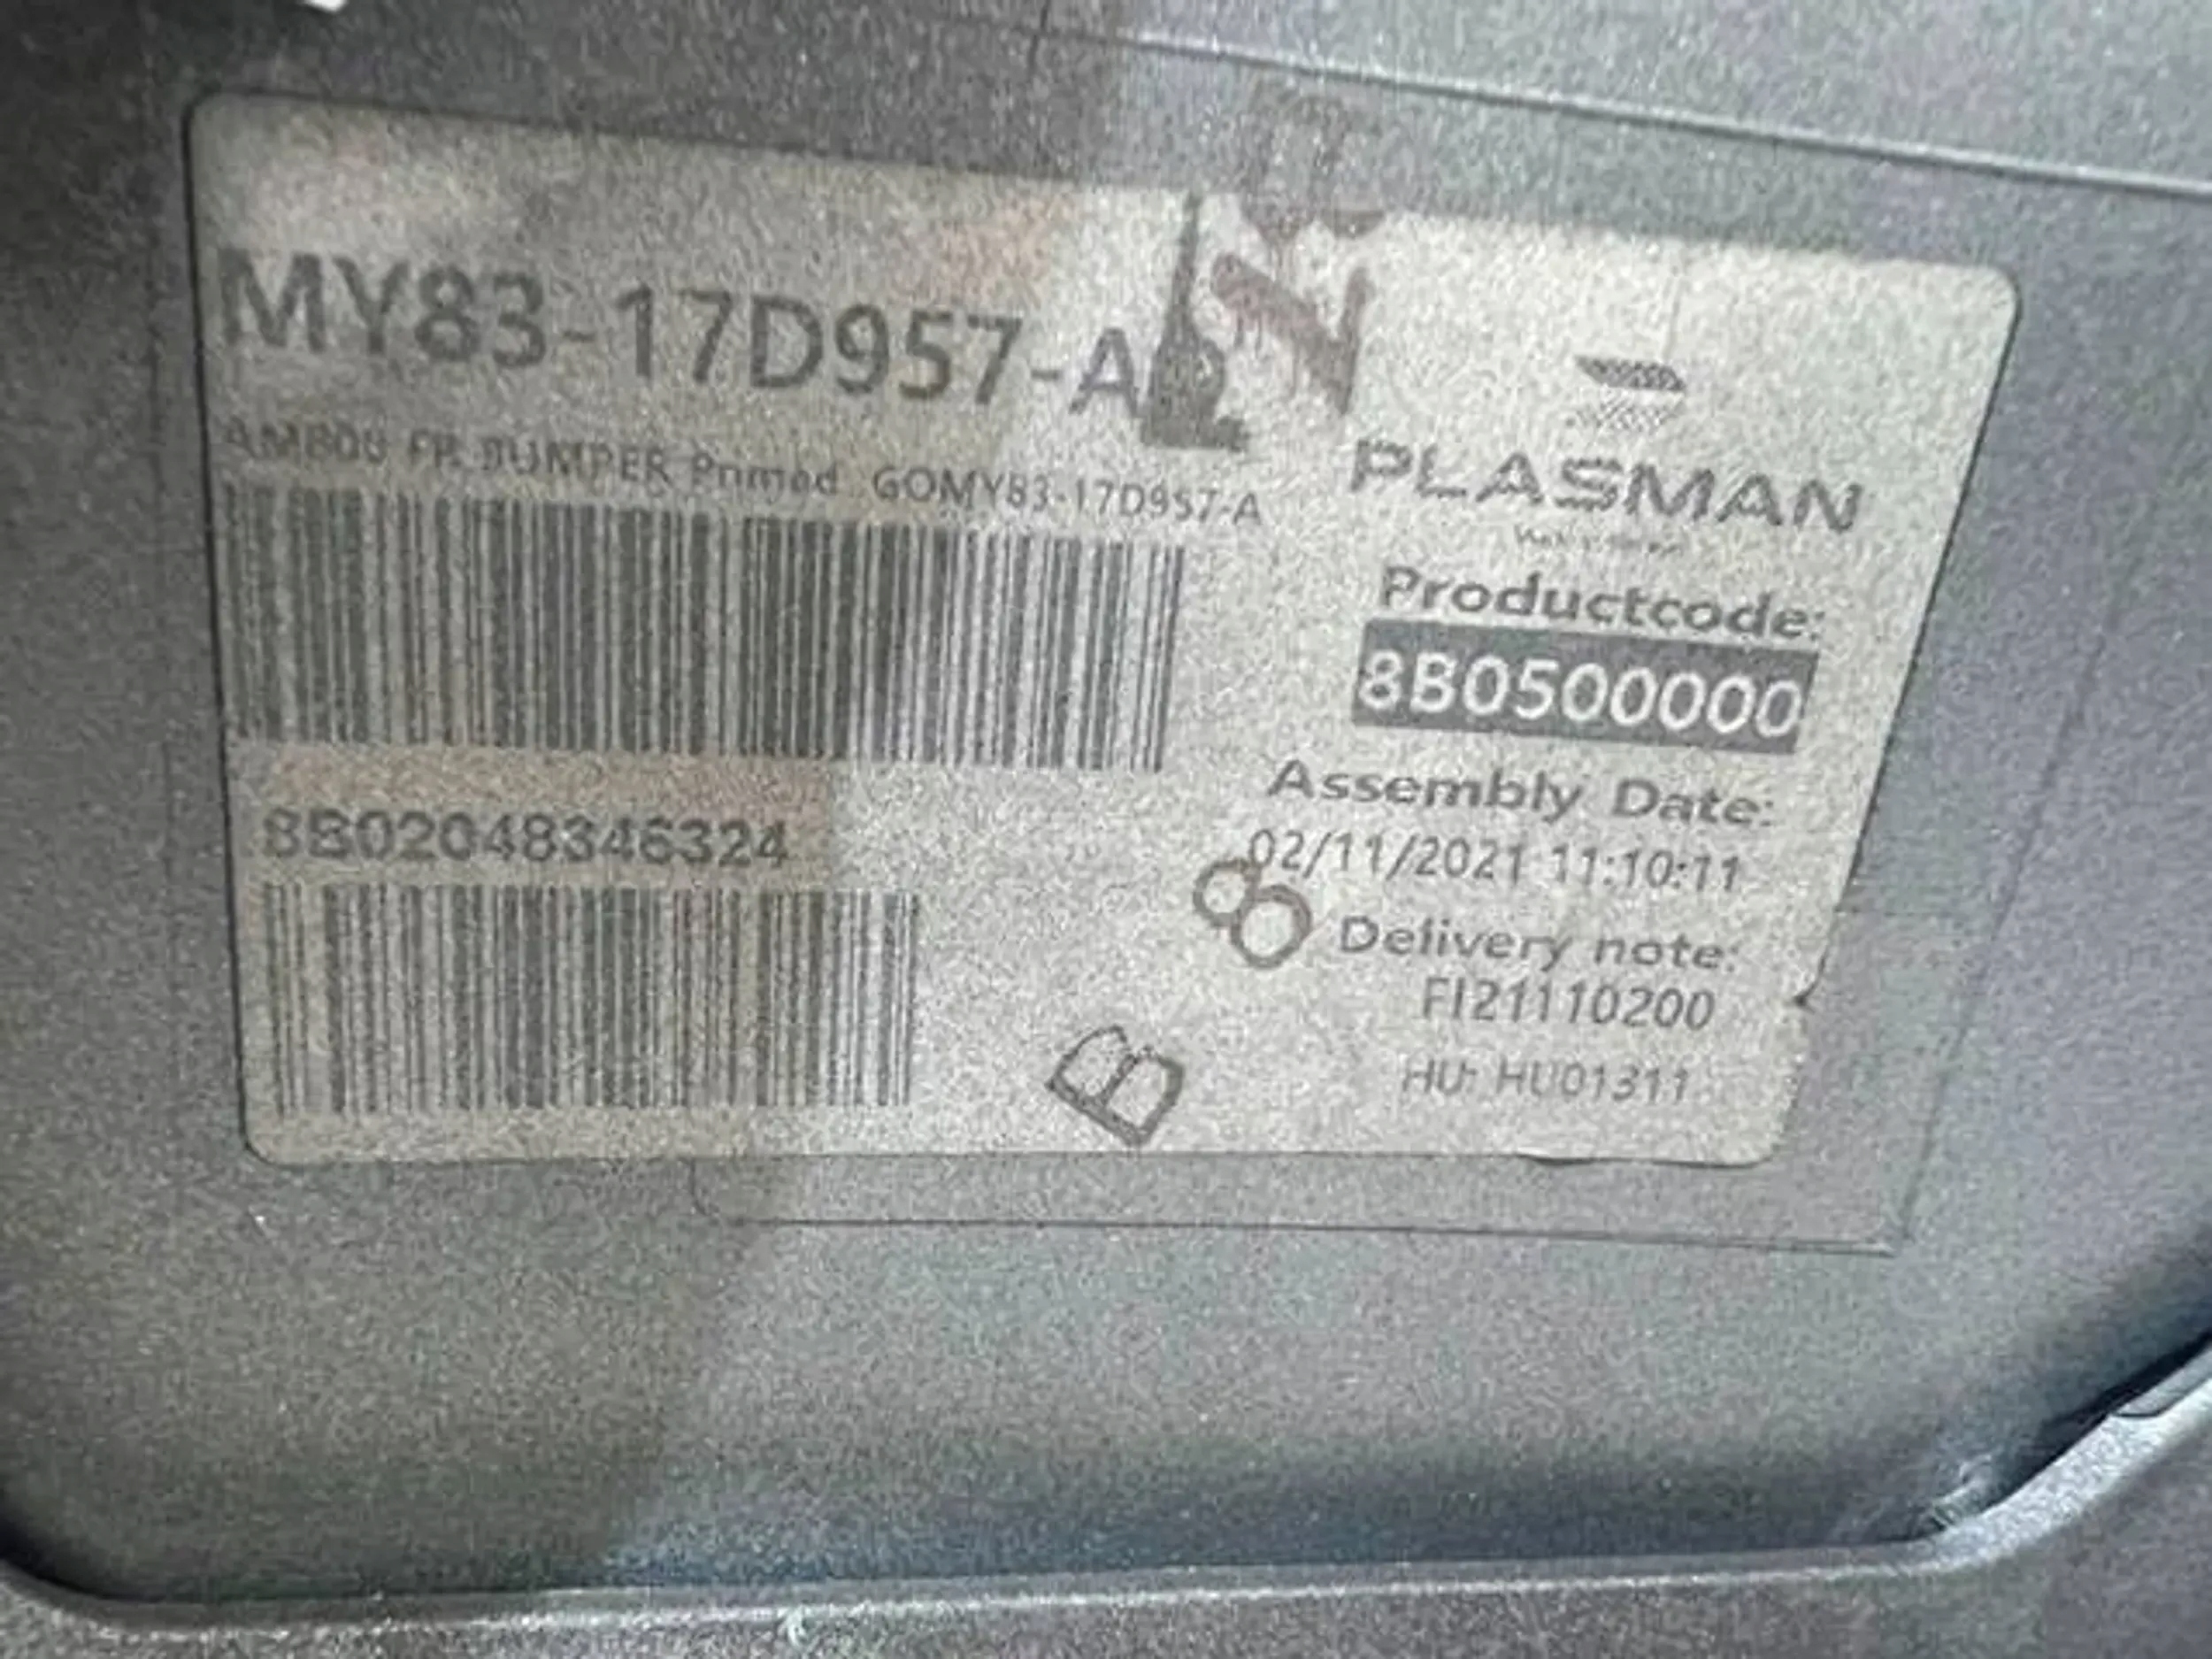 MY83-17D957-A
FR BUMPER Primed GOMY83-17D957-A
PLASMAN
Productcode:
8B0500000
8B02048346324
Assembly Date:
02/11/2021 11:10:11
Delivery note:
FI21110200
HU: HU01311
8
B